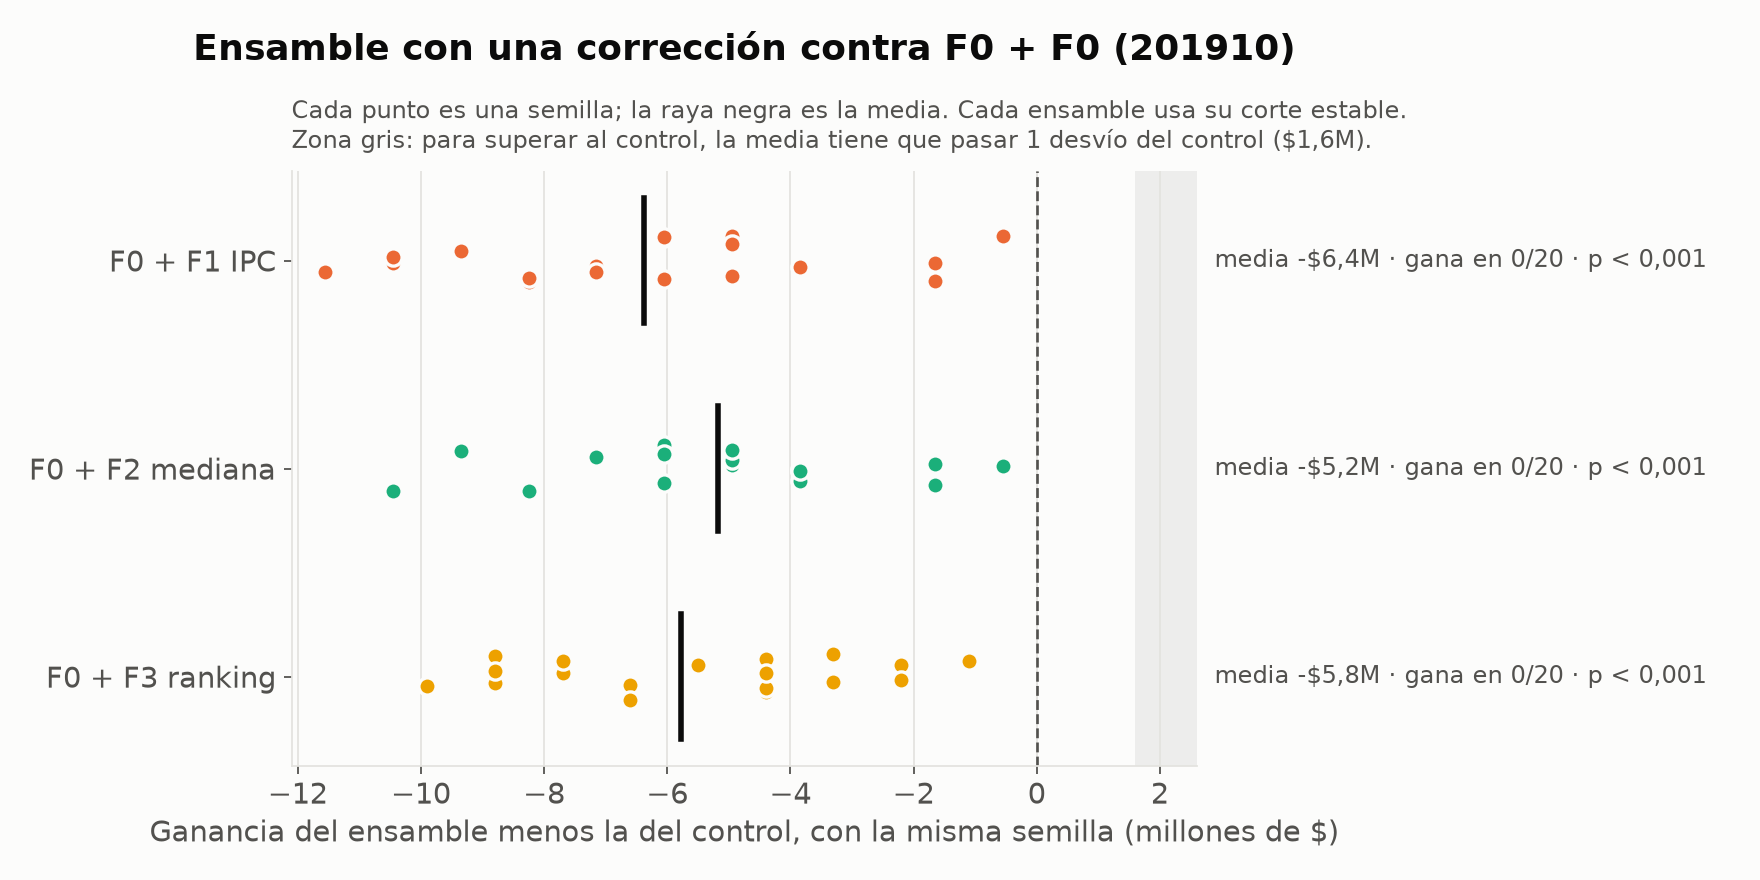 Ensamble con una corrección contra F0 + F0 (201910)
Cada punto es una semilla; la raya negra es la media. Cada ensamble usa su corte estable.
Zona gris: para superar al control, la media tiene que pasar 1 desvío del control ($1,6M).
F0 + F1 IPC
media -$6,4M · gana en 0/20 · p < 0,001
F0 + F2 mediana
media -$5,2M · gana en 0/20 · p < 0,001
F0 + F3 ranking
media -$5,8M · gana en 0/20 · p < 0,001
−12 −10 −8 −6 −4 −2 0 2
Ganancia del ensamble menos la del control, con la misma semilla (millones de $)